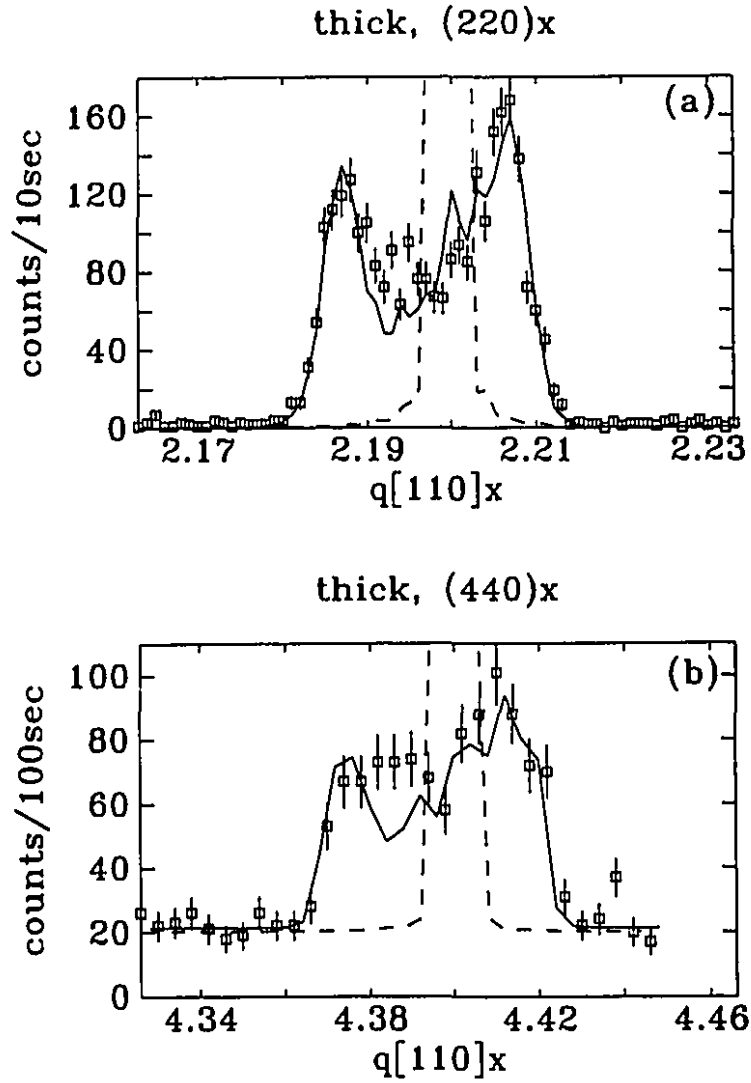 thick, (220)x
(a)
160
120
80
40
0
counts/10sec
2.17 2.19 2.21 2.23
q[110]x
thick, (440)x
(b)
100
80
60
40
20
0
counts/100sec
4.34 4.38 4.42 4.46
q[110]x